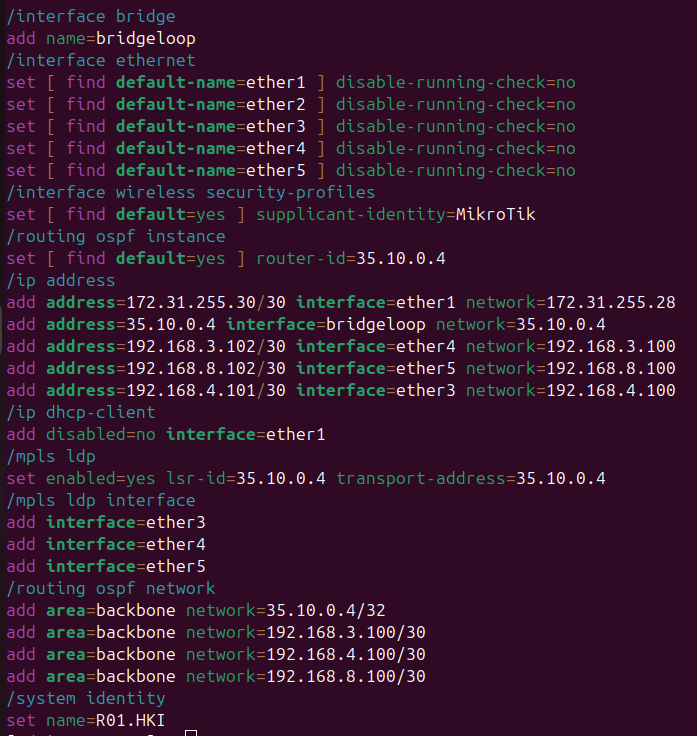 /interface bridge
add name=bridgeloop
/interface ethernet
set [ find default-name=ether1 ] disable-running-check=no
set [ find default-name=ether2 ] disable-running-check=no
set [ find default-name=ether3 ] disable-running-check=no
set [ find default-name=ether4 ] disable-running-check=no
set [ find default-name=ether5 ] disable-running-check=no
/interface wireless security-profiles
set [ find default=yes ] supplicant-identity=MikroTik
/routing ospf instance
set [ find default=yes ] router-id=35.10.0.4
/ip address
add address=172.31.255.30/30 interface=ether1 network=172.31.255.28
add address=35.10.0.4 interface=bridgeloop network=35.10.0.4
add address=192.168.3.102/30 interface=ether4 network=192.168.3.100
add address=192.168.8.102/30 interface=ether5 network=192.168.8.100
add address=192.168.4.101/30 interface=ether3 network=192.168.4.100
/ip dhcp-client
add disabled=no interface=ether1
/mpls ldp
set enabled=yes lsr-id=35.10.0.4 transport-address=35.10.0.4
/mpls ldp interface
add interface=ether3
add interface=ether4
add interface=ether5
/routing ospf network
add area=backbone network=35.10.0.4/32
add area=backbone network=192.168.3.100/30
add area=backbone network=192.168.4.100/30
add area=backbone network=192.168.8.100/30
/system identity
set name=R01.HKI